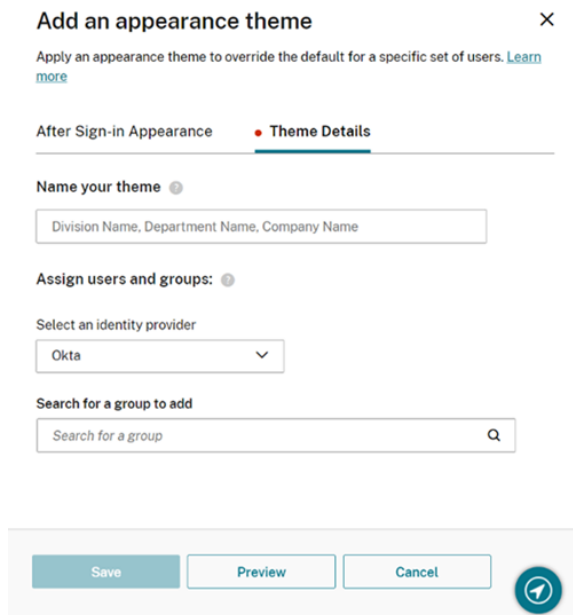 Add an appearance theme
Apply an appearance theme to override the default for a specific set of users. Learn
more
After Sign-in Appearance
Theme Details
Name your theme
Division Name, Department Name, Company Name
Assign users and groups:
Select an identity provider
Okta
Search for a group to add
Search for a group
Save
Preview
Cancel